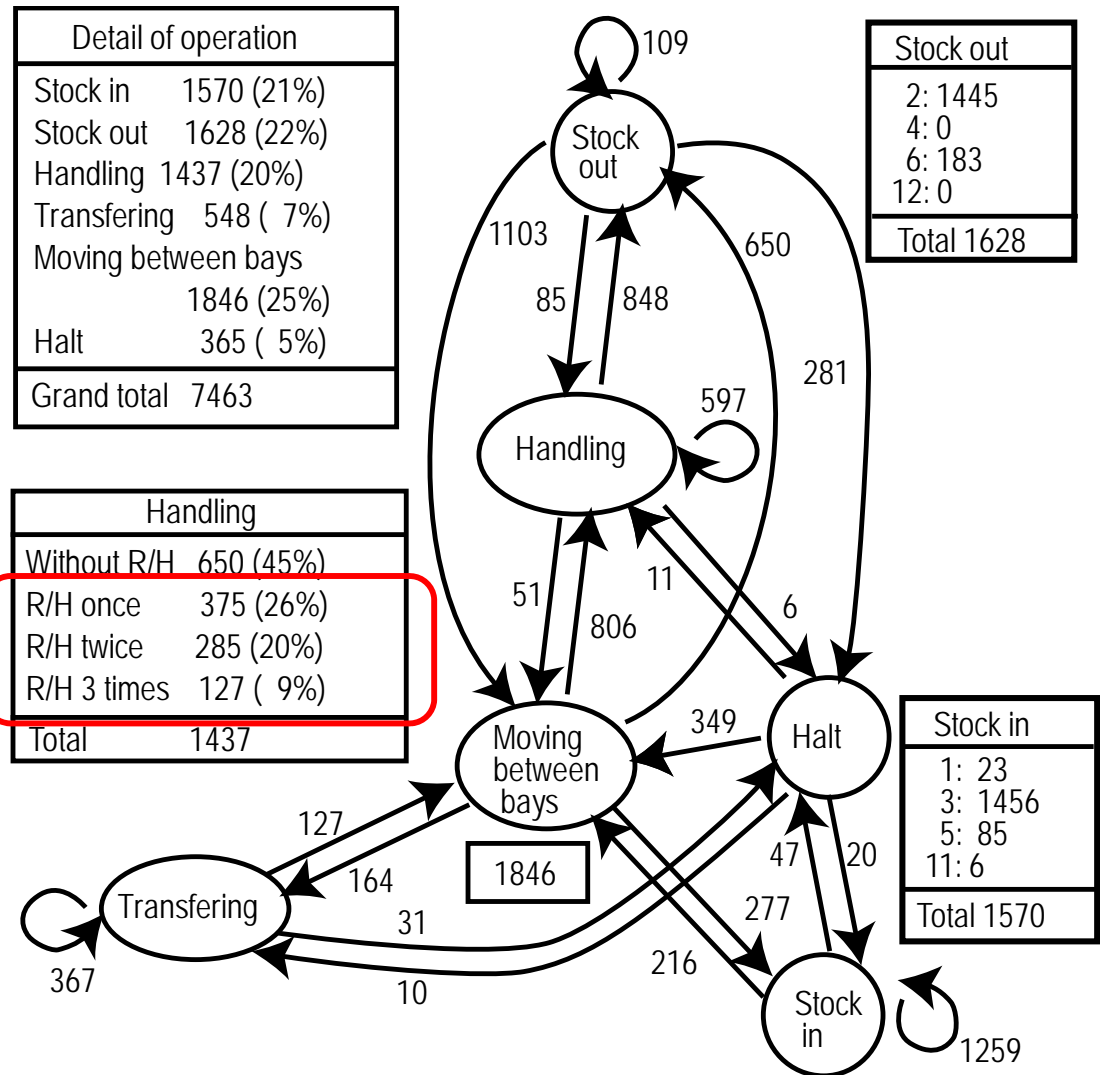 Detail of operation
Stock in 1570 (21%)
Stock out 1628 (22%)
Handling 1437 (20%)
Transfering 548 ( 7%)
Moving between bays
1846 (25%)
Halt 365 ( 5%)
Grand total 7463
Handling
Without R/H 650 (45%)
R/H once 375 (26%)
R/H twice 285 (20%)
R/H 3 times 127 ( 9%)
Total 1437
109
Stock
out
1103
650
85
848
281
597
Handling
51
806
11
6
349
Halt
Moving
between
bays
1846
127
164
Transfering
367
31
10
47
20
277
216
Stock
in
1259
Stock out
2: 1445
4: 0
6: 183
12: 0
Total 1628
Stock in
1: 23
3: 1456
5: 85
11: 6
Total 1570